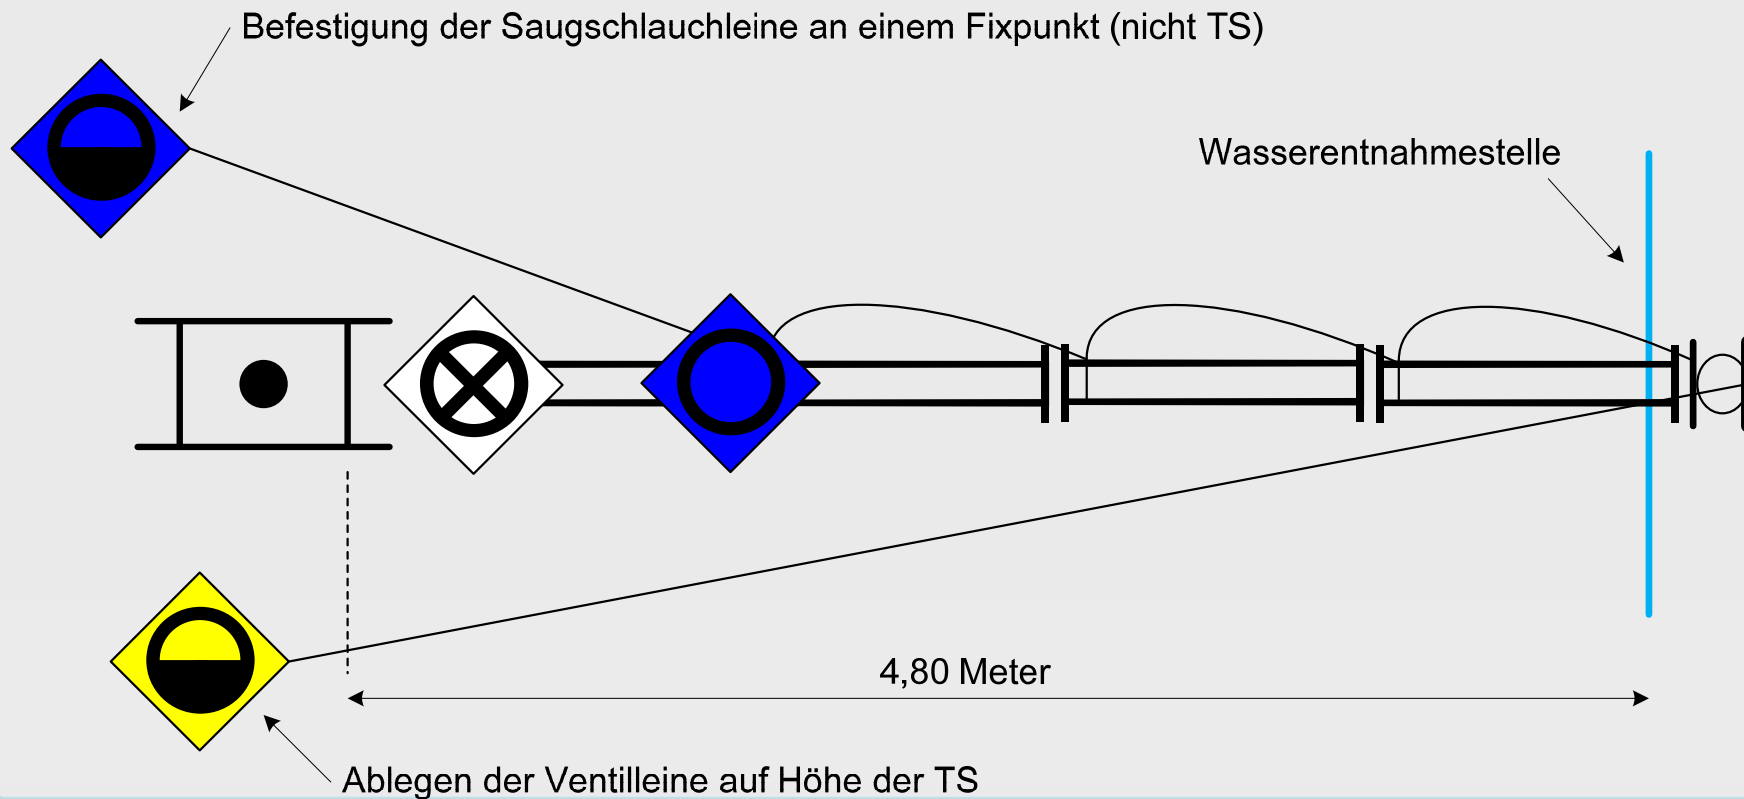 Befestigung der Saugschlauchleine an einem Fixpunkt (nicht TS)
Wasserentnahmestelle
4,80 Meter
Ablegen der Ventilleine auf Höhe der TS